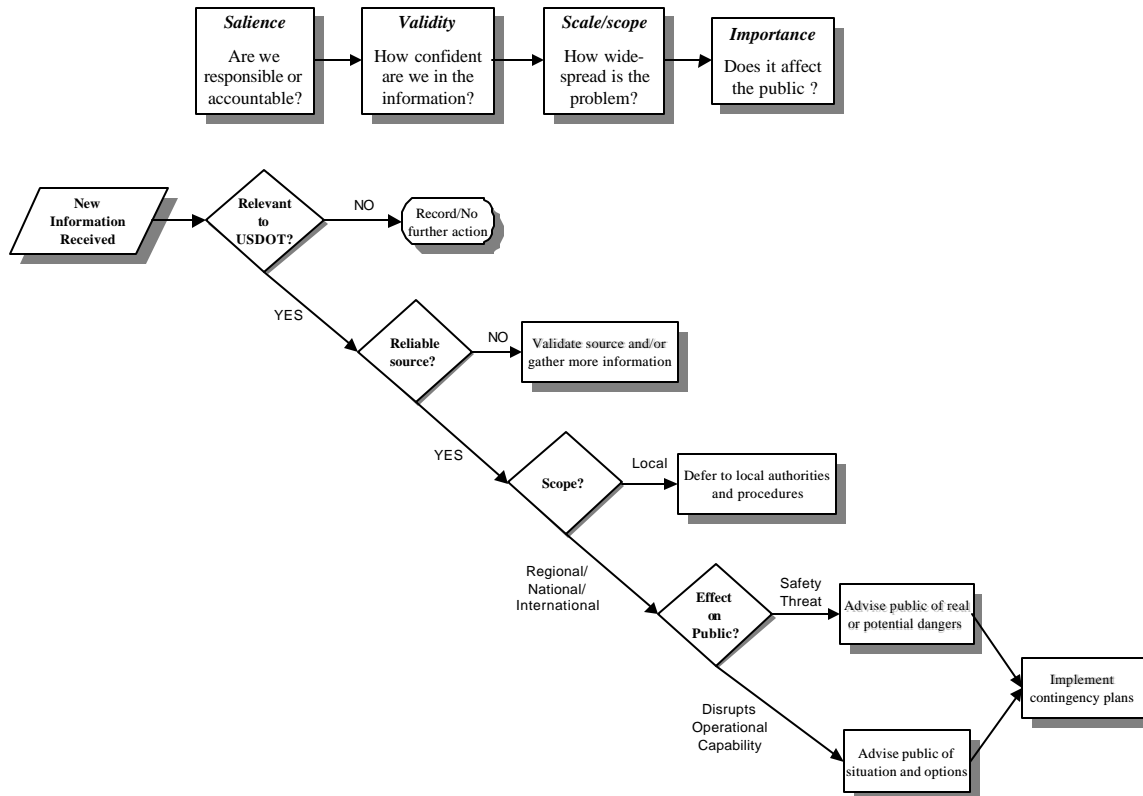 Salience
Are we
responsible or
accountable?
Validity
How confident
are we in the
information?
Scale/scope
How wide-
spread is the
problem?
Importance
Does it affect
the public ?
New
Information
Received
Relevant
to
USDOT?
NO
Record/No
further action
YES
Reliable
source?
NO
Validate source and/or
gather more information
YES
Scope?
Local
Defer to local authorities
and procedures
Regional/
National/
International
Effect
on
Public?
Safety
Threat
Advise public of real
or potential dangers
Implement
contingency plans
Disrupts
Operational
Capability
Advise public of
situation and options